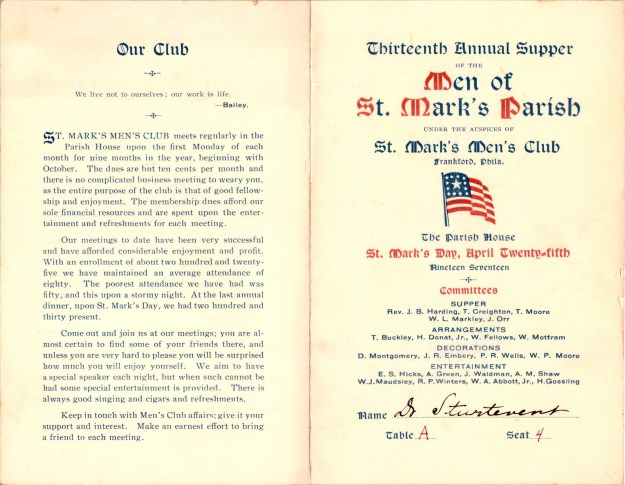 Our Club
We live not to ourselves; our work is life.
—Bailey.
ST. MARK'S MEN'S CLUB meets regularly in the
Parish House upon the first Monday of each
month for nine months in the year, beginning with
October. The dues are but ten cents per month and
there is no complicated business meeting to weary you,
as the entire purpose of the club is that of good fellow-
ship and enjoyment. The membership dues afford our
sole financial resources and are spent upon the enter-
tainment and refreshments for each meeting.
Our meetings to date have been very successful
and have afforded considerable enjoyment and profit.
With an enrollment of about two hundred and twenty-
five we have maintained an average attendance of
eighty. The poorest attendance we have had was
fifty, and this upon a stormy night. At the last annual
dinner, upon St. Mark's Day, we had two hundred and
thirty present.
Come out and join us at our meetings; you are al-
most certain to find some of your friends there, and
unless you are very hard to please you will be surprised
how much you will enjoy yourself. We aim to have
a special speaker each night, but when such cannot be
had some special entertainment is provided. There is
always good singing and cigars and refreshments.
Keep in touch with Men's Club affairs; give it your
support and interest. Make an earnest effort to bring
a friend to each meeting.
Thirteenth Annual Supper
OF THE
Men of
St. Mark's Parish
UNDER THE AUSPICES OF
St. Mark's Men's Club
Frankford, Phila.
The Parish House
St. Mark's Day, April Twenty-fifth
Nineteen Seventeen
Committees
SUPPER
Rev. J. B. Harding, T. Creighton, T. Moore
W. L. Markley, J. Orr
ARRANGEMENTS
T. Buckley, H. Donat, Jr., W. Fellows, W. Mottram
DECORATIONS
D. Montgomery, J. R. Embery, P. R. Wells, W. P. Moore
ENTERTAINMENT
E. S. Hicks, A. Green, J. Waldman, A. M. Shaw
W.J. Maudsley, R. P. Winters, W. A. Abbott, Jr., H. Gossling
Name Dr Sturtevent
Table A Seat 4